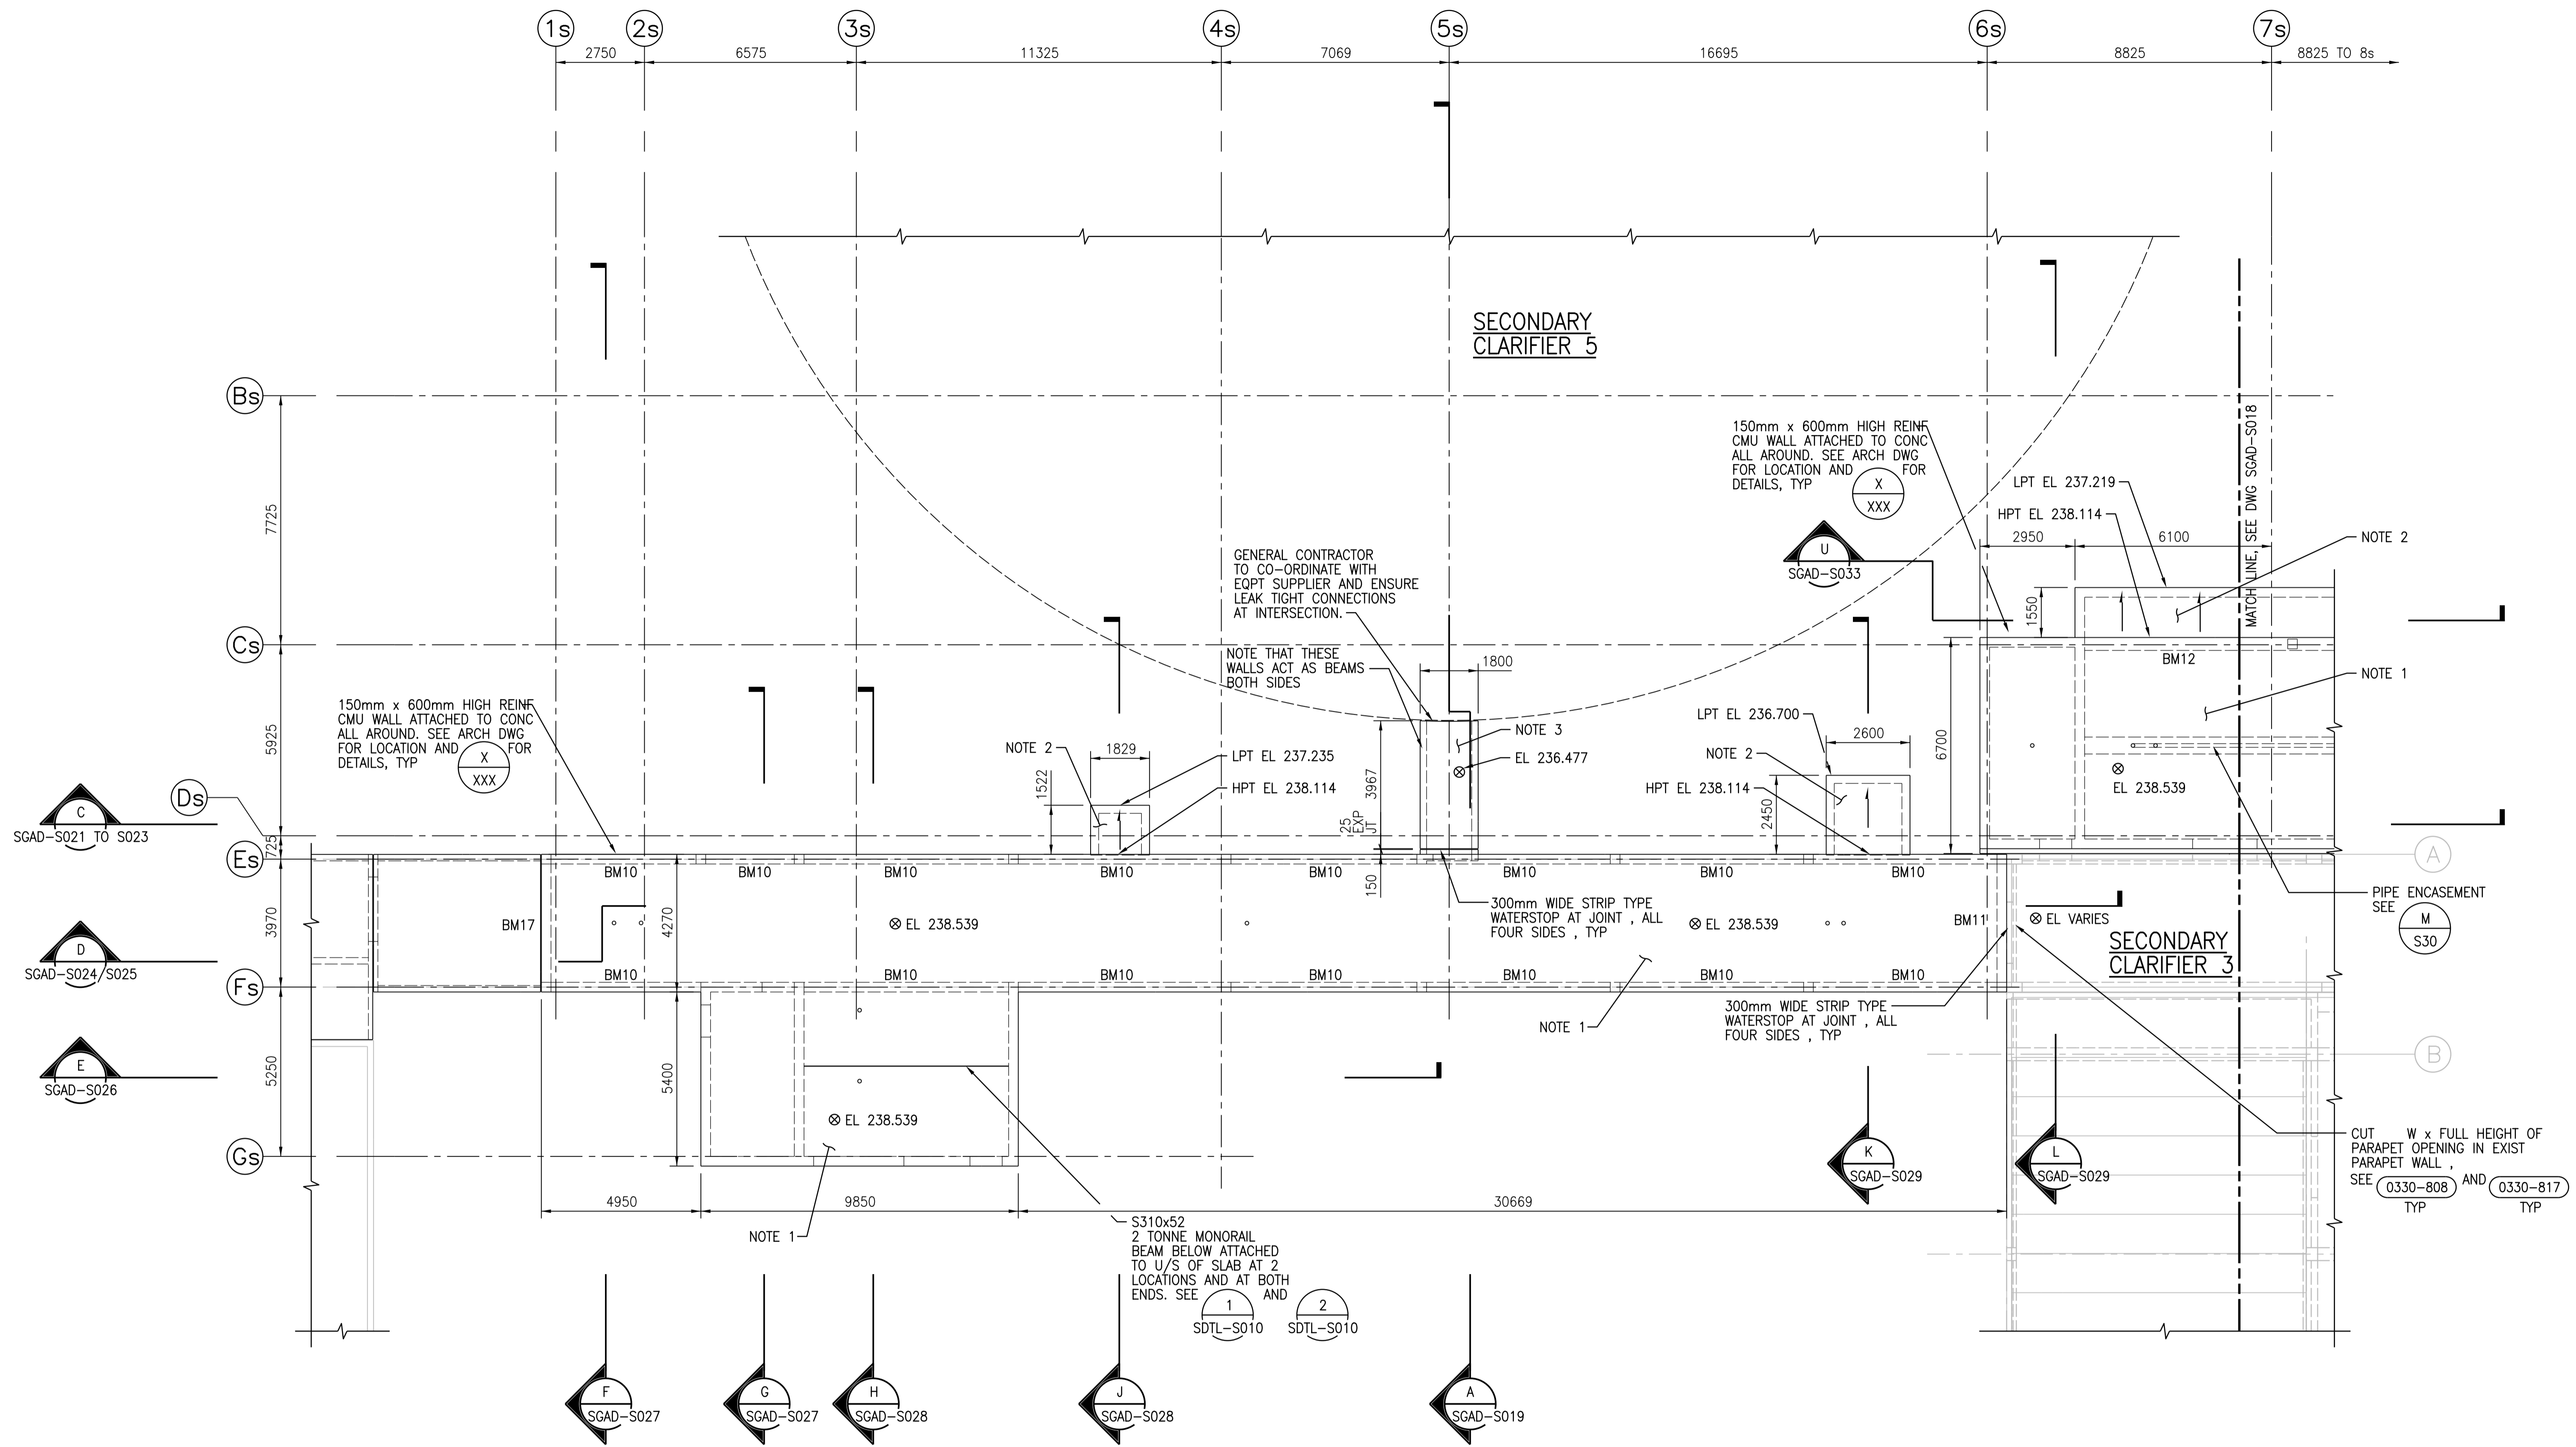 1s
2s
3s
4s
5s
6s
7s
2750
6575
11325
7069
16695
8825
8825 TO 8s
SECONDARY
CLARIFIER 5
Bs
Cs
Ds
Es
Fs
Gs
7725
5925
725
3970
5250
150mm x 600mm HIGH REINF
CMU WALL ATTACHED TO CONC
ALL AROUND. SEE ARCH DWG
FOR LOCATION AND X FOR
XXX
DETAILS, TYP
U
SGAD-S033
LPT EL 237.219
HPT EL 238.114
2950
6100
1550
MATCH LINE, SEE DWG SGAD-S018
NOTE 2
NOTE 1
BM12
6700
EL 238.539
GENERAL CONTRACTOR
TO CO-ORDINATE WITH
EQPT SUPPLIER AND ENSURE
LEAK TIGHT CONNECTIONS
AT INTERSECTION.
NOTE THAT THESE
WALLS ACT AS BEAMS
BOTH SIDES
1800
NOTE 3
EL 236.477
3967
25
EXP
JT
150
LPT EL 236.700
2600
NOTE 2
HPT EL 238.114
2450
150mm x 600mm HIGH REINF
CMU WALL ATTACHED TO CONC
ALL AROUND. SEE ARCH DWG
FOR LOCATION AND X FOR
XXX
DETAILS, TYP
NOTE 2
1829
1522
LPT EL 237.235
HPT EL 238.114
C
SGAD-S021 TO S023
D
SGAD-S024/S025
E
SGAD-S026
BM10
BM10
BM10
BM10
BM10
BM10
BM10
BM10
BM17
4270
EL 238.539
300mm WIDE STRIP TYPE
WATERSTOP AT JOINT , ALL
FOUR SIDES , TYP
EL 238.539
BM11
EL VARIES
SECONDARY
CLARIFIER 3
A
B
PIPE ENCASEMENT
SEE
M
S30
BM10
BM10
BM10
BM10
BM10
BM10
BM10
NOTE 1
300mm WIDE STRIP TYPE
WATERSTOP AT JOINT , ALL
FOUR SIDES , TYP
5400
EL 238.539
K
SGAD-S029
L
SGAD-S029
CUT W x FULL HEIGHT OF
PARAPET OPENING IN EXIST
PARAPET WALL ,
SEE 0330-808 AND 0330-817
TYP TYP
4950
9850
30669
NOTE 1
S310x52
2 TONNE MONORAIL
BEAM BELOW ATTACHED
TO U/S OF SLAB AT 2
LOCATIONS AND AT BOTH
ENDS. SEE 1 AND 2
SDTL-S010 SDTL-S010
F
SGAD-S027
G
SGAD-S027
H
SGAD-S028
J
SGAD-S028
A
SGAD-S019